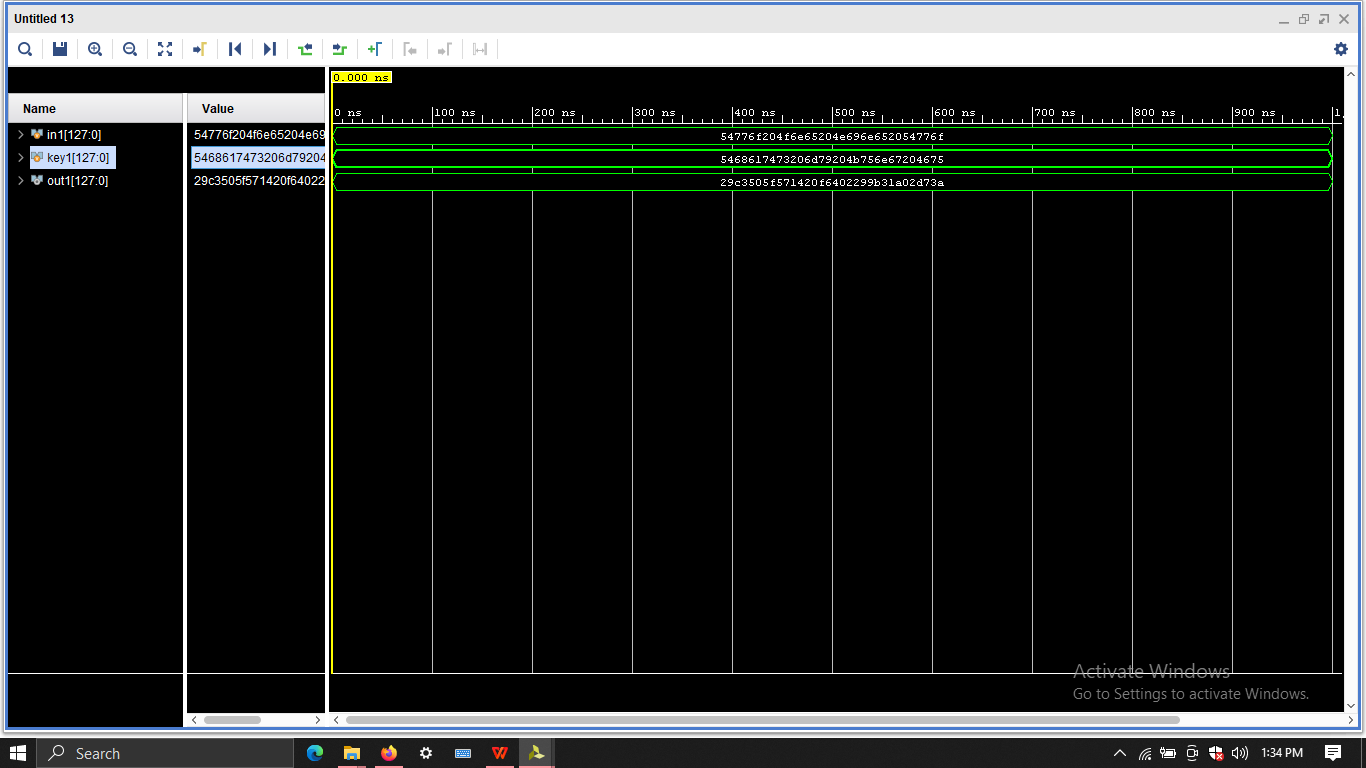 Untitled 13
0.000 ns
Name
Value
0 ns
100 ns
200 ns
300 ns
400 ns
500 ns
600 ns
700 ns
800 ns
900 ns
1,
in1[127:0]
54776f204f6e65204e69
54776f204f6e65204e696e652054776f
key1[127:0]
5468617473206d79204
5468617473206d79204b756e67204675
out1[127:0]
29c3505f571420f64022
29c3505f571420f6402299b31a02d73a
Activate Windows
Go to Settings to activate Windows.
Search
1:34 PM